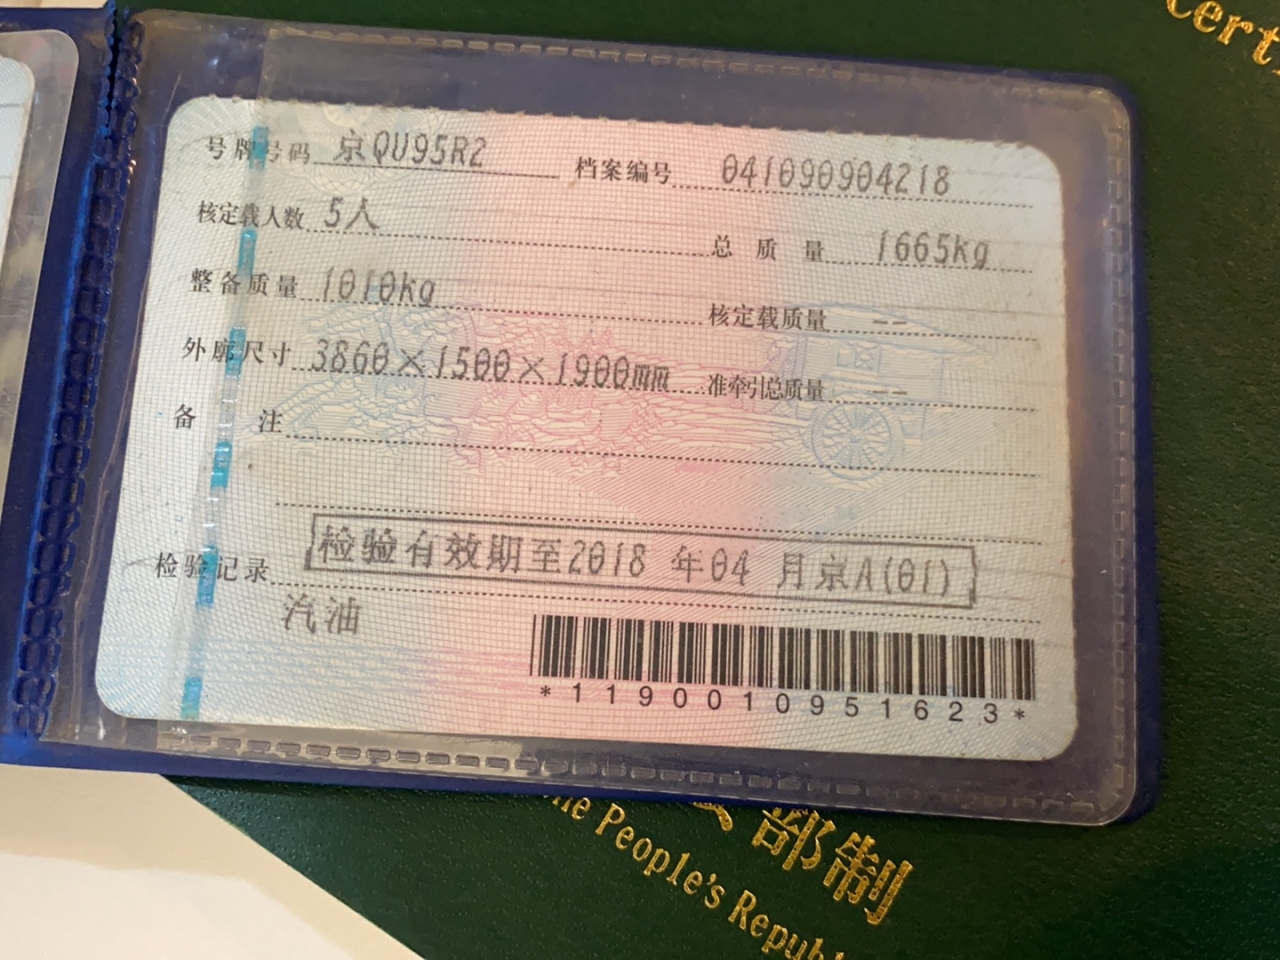 Cert
号牌号码 京QU95R2 档案编号 041090904218
核定载人数 5人 总质量 1665kg
整备质量 1010kg 核定载质量 --
外廓尺寸 3860×1500×1900mm 准牵引总质量 --
备注
检验记录 检验有效期至2018 年04 月京A(01)
汽油
*1190010951623*
部制
he People's Republ